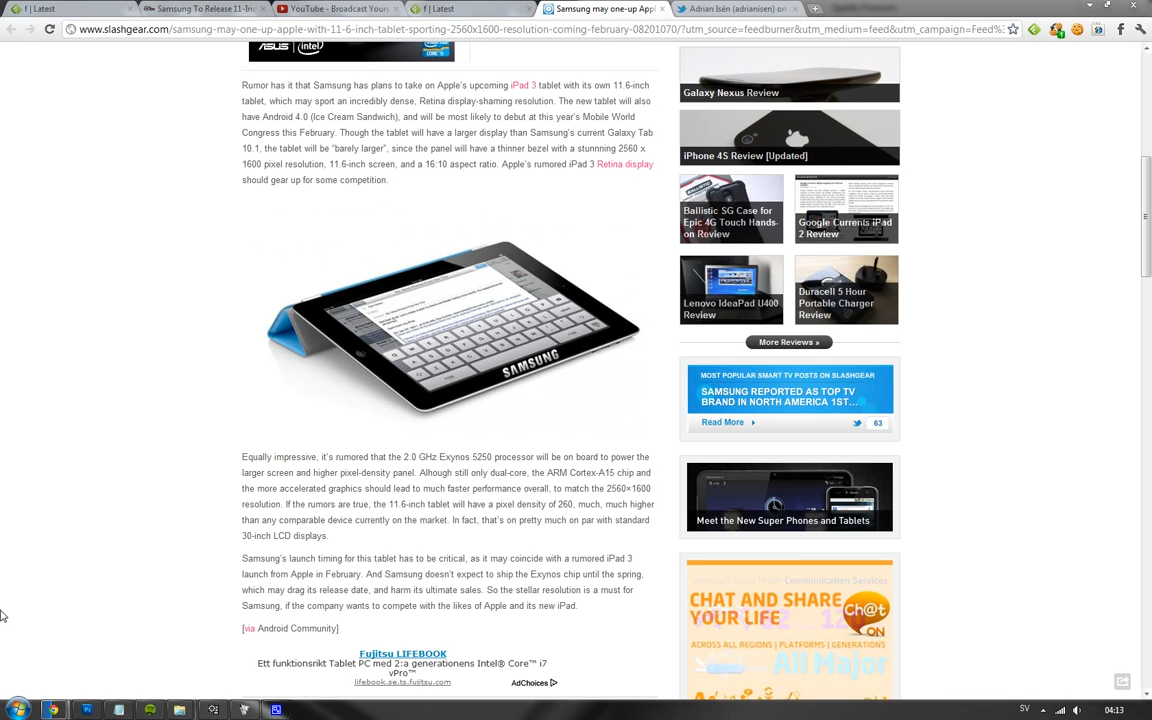 f | Latest
Samsung To Release 11-Inc
YouTube - Broadcast Yours
f | Latest
Samsung may one-up Appl
Adrian Isén (adrianisen) on
www.slashgear.com/samsung-may-one-up-apple-with-11-6-inch-tablet-sporting-2560x1600-resolution-coming-february-08201070/?utm_source=feedburner&utm_medium=feed&utm_campaign=Feed%3
ASUS
intel
Rumor has it that Samsung has plans to take on Apple's upcoming iPad 3 tablet with its own 11.6-inch
tablet, which may sport an incredibly dense, Retina display-shaming resolution. The new tablet will also
have Android 4.0 (Ice Cream Sandwich), and will be most likely to debut at this year's Mobile World
Congress this February. Though the tablet will have a larger display than Samsung's current Galaxy Tab
10.1, the tablet will be "barely larger", since the panel will have a thinner bezel with a stunnning 2560 x
1600 pixel resolution, 11.6-inch screen, and a 16:10 aspect ratio. Apple's rumored iPad 3 Retina display
should gear up for some competition.
SAMSUNG
Equally impressive, it's rumored that the 2.0 GHz Exynos 5250 processor will be on board to power the
larger screen and higher pixel-density panel. Alhough still only dual-core, the ARM Cortex-A15 chip and
the more accelerated graphics should lead to much faster performance overall, to match the 2560×1600
resolution. If the rumors are true, the 11.6-inch tablet will have a pixel density of 260, much, much higher
than any comparable device currently on the market. In fact, that's on pretty much on par with standard
30-inch LCD displays.
Samsung's launch timing for this tablet has to be critical, as it may coincide with a rumored iPad 3
launch from Apple in February. And Samsung doesn't expect to ship the Exynos chip until the spring,
which may drag its release date, and harm its ultimate sales. So the stellar resolution is a must for
Samsung, if the company wants to compete with the likes of Apple and its new iPad.
[via Android Community]
Fujitsu LIFEBOOK
Ett funktionsrikt Tablet PC med 2:a generationens Intel® Core™ i7
vPro™
lifebook.se.ts.fujitsu.com
AdChoices
Galaxy Nexus Review
iPhone 4S Review [Updated]
Ballistic SG Case for
Epic 4G Touch Hands-
on Review
Google Currents iPad
2 Review
Lenovo IdeaPad U400
Review
Duracell 5 Hour
Portable Charger
Review
More Reviews »
MOST POPULAR SMART TV POSTS ON SLASHGEAR
SAMSUNG REPORTED AS TOP TV
BRAND IN NORTH AMERICA 1ST...
Read More
63
Meet the New Super Phones and Tablets
Communication Services
CHAT AND SHARE
YOUR LIFE
Ch@t
ON
ACROSS ALL REGIONS | PLATFORMS | GENERATIONS
All Major
SV
04:13